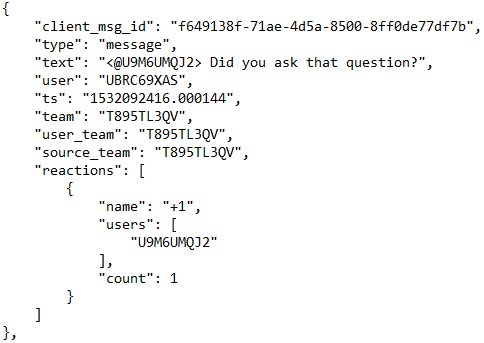 {
    "client_msg_id": "f649138f-71ae-4d5a-8500-8ff0de77df7b",
    "type": "message",
    "text": "<@U9M6UMQJ2> Did you ask that question?",
    "user": "UBRC69XAS",
    "ts": "1532092416.000144",
    "team": "T895TL3QV",
    "user_team": "T895TL3QV",
    "source_team": "T895TL3QV",
    "reactions": [
        {
            "name": "+1",
            "users": [
                "U9M6UMQJ2"
            ],
            "count": 1
        }
    ]
},